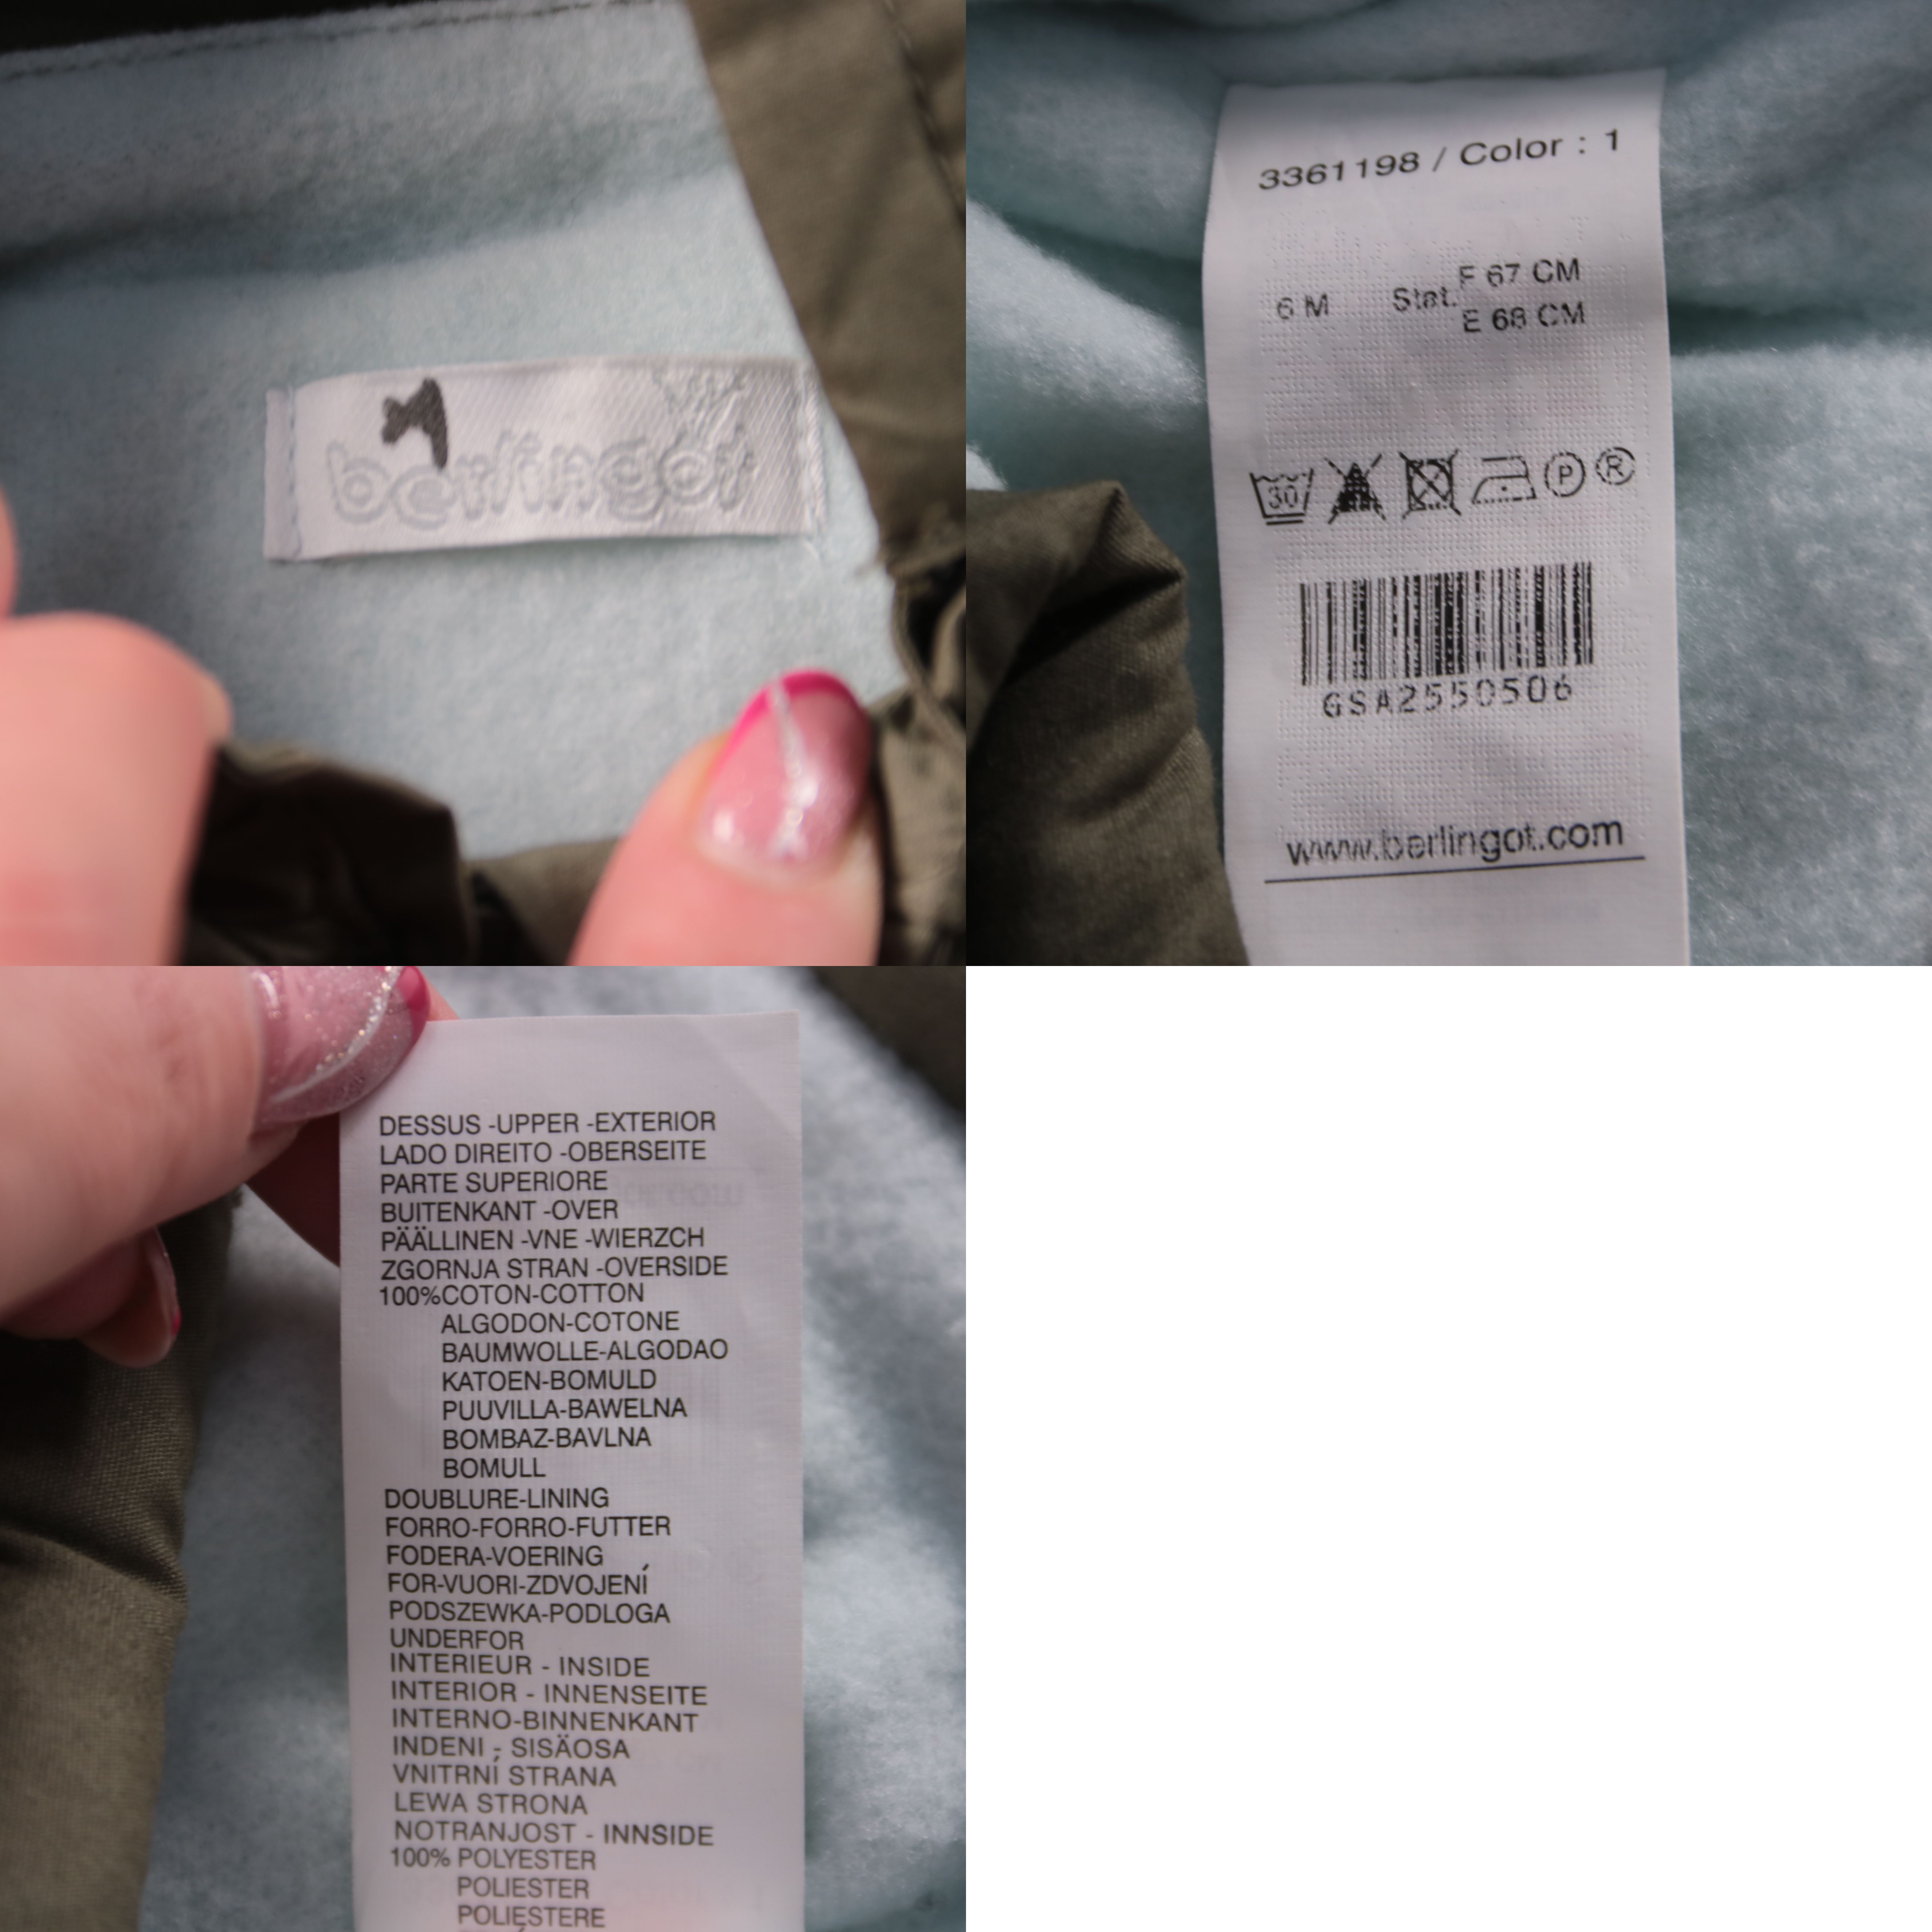 berlingot
3361198 / Color : 1
6 M Stat. F 67 CM
E 68 CM
30
P
R
GSA2550506
www.berlingot.com
DESSUS -UPPER -EXTERIOR
LADO DIREITO -OBERSEITE
PARTE SUPERIORE
BUITENKANT -OVER
PÄÄLLINEN -VNE -WIERZCH
ZGORNJA STRAN -OVERSIDE
100%COTON-COTTON
ALGODON-COTONE
BAUMWOLLE-ALGODAO
KATOEN-BOMULD
PUUVILLA-BAWELNA
BOMBAZ-BAVLNA
BOMULL
DOUBLURE-LINING
FORRO-FORRO-FUTTER
FODERA-VOERING
FOR-VUORI-ZDVOJENÍ
PODSZEWKA-PODLOGA
UNDERFOR
INTERIEUR - INSIDE
INTERIOR - INNENSEITE
INTERNO-BINNENKANT
INDENI - SISÄOSA
VNITRNÍ STRANA
LEWA STRONA
NOTRANJOST - INNSIDE
100% POLYESTER
POLIESTER
POLIESTERE